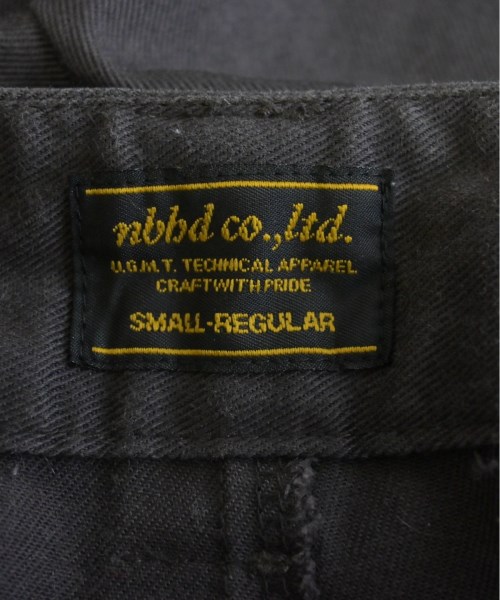 nbhd co.,ltd.
U.G.M.T. TECHNICAL APPAREL
CRAFT WITH PRIDE
SMALL-REGULAR